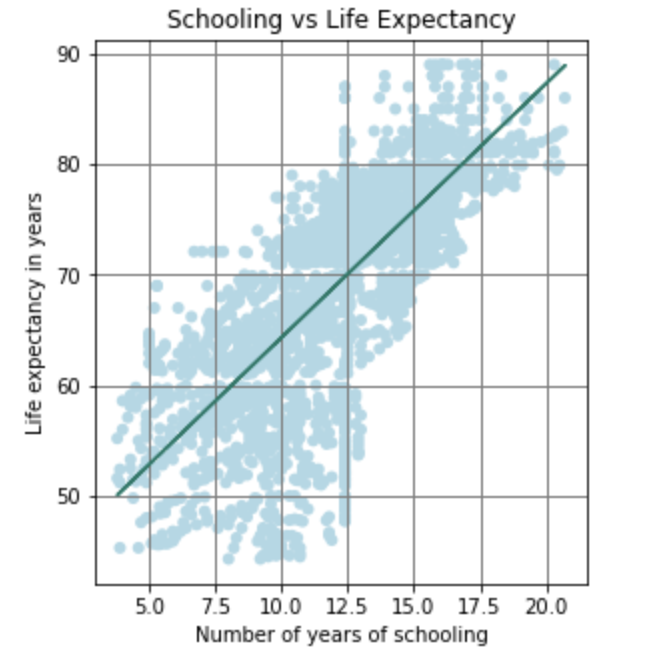 Schooling vs Life Expectancy
90
80
70
60
50
Life expectancy in years
5.0 7.5 10.0 12.5 15.0 17.5 20.0
Number of years of schooling